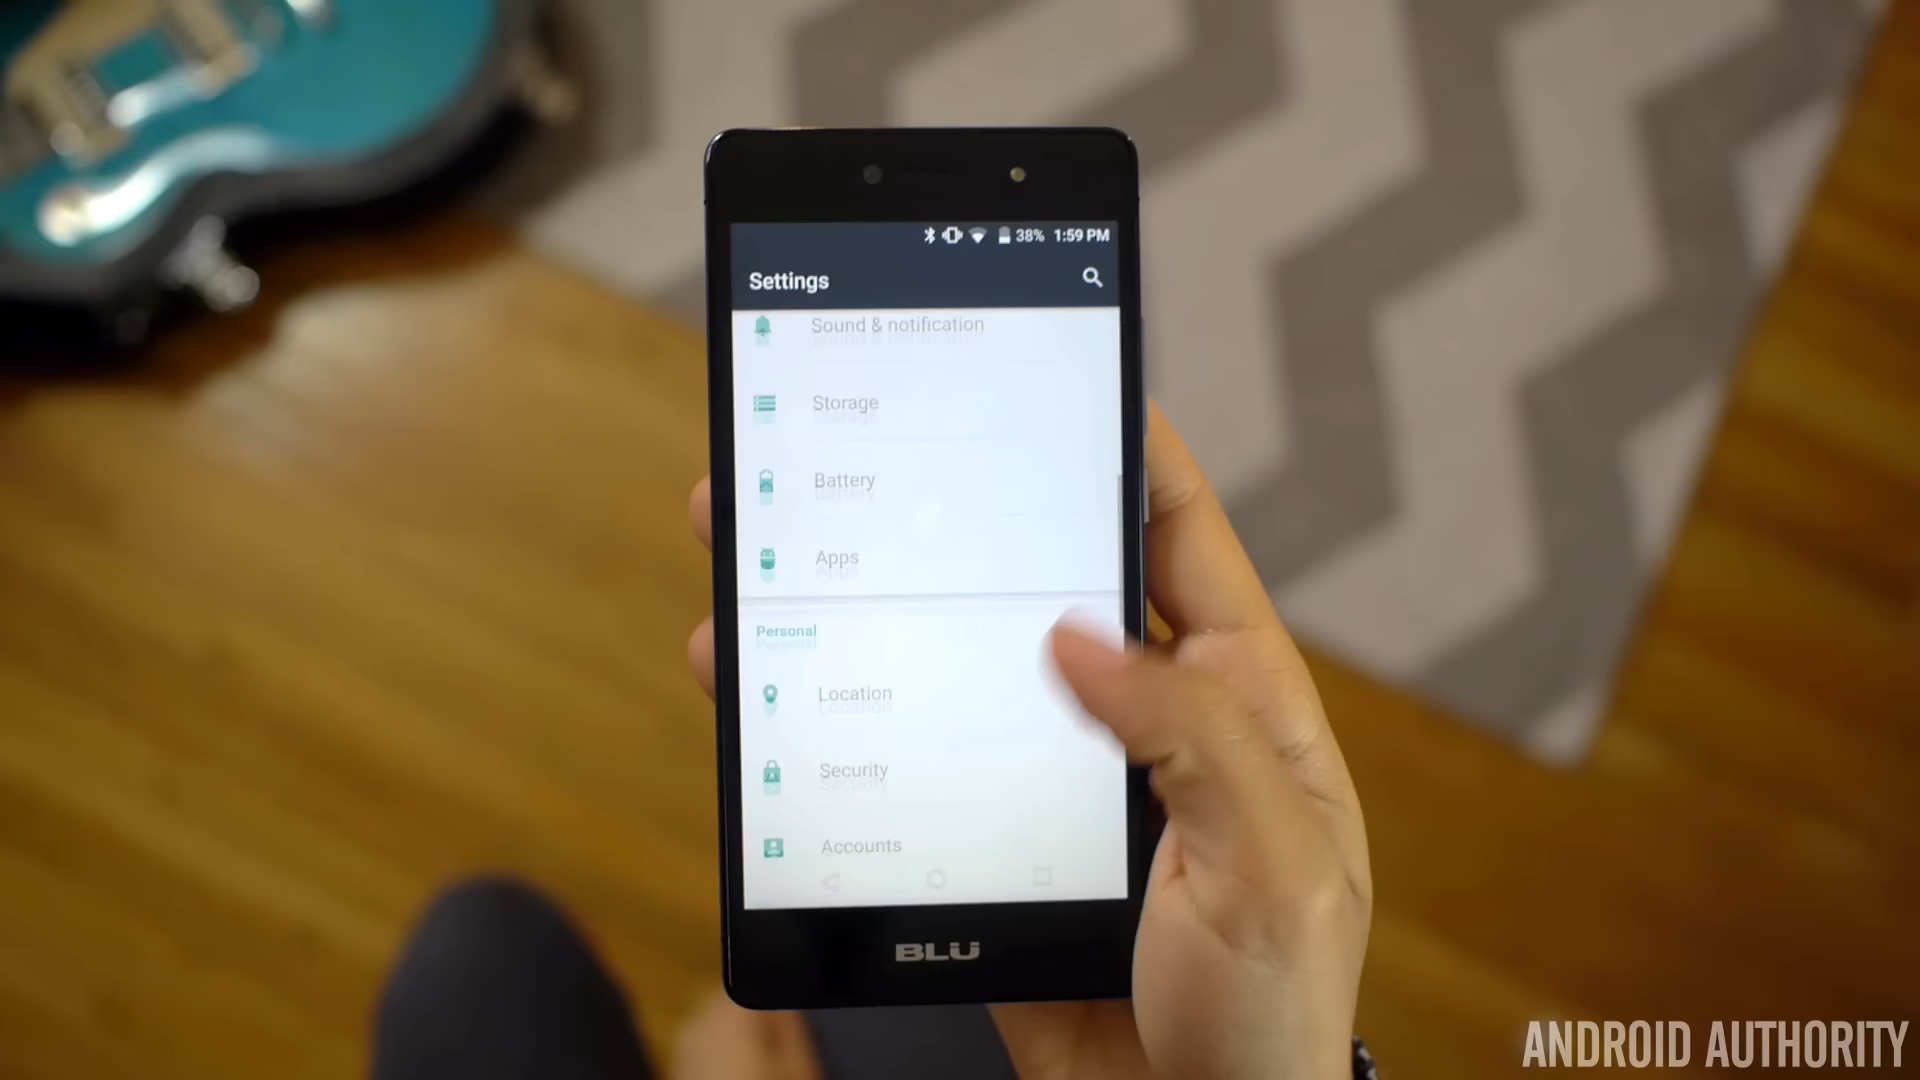 38% 1:59 PM
Settings
Sound & notification
Storage
Battery
Apps
Personal
Location
Security
Accounts
BLU
ANDROID AUTHORITY